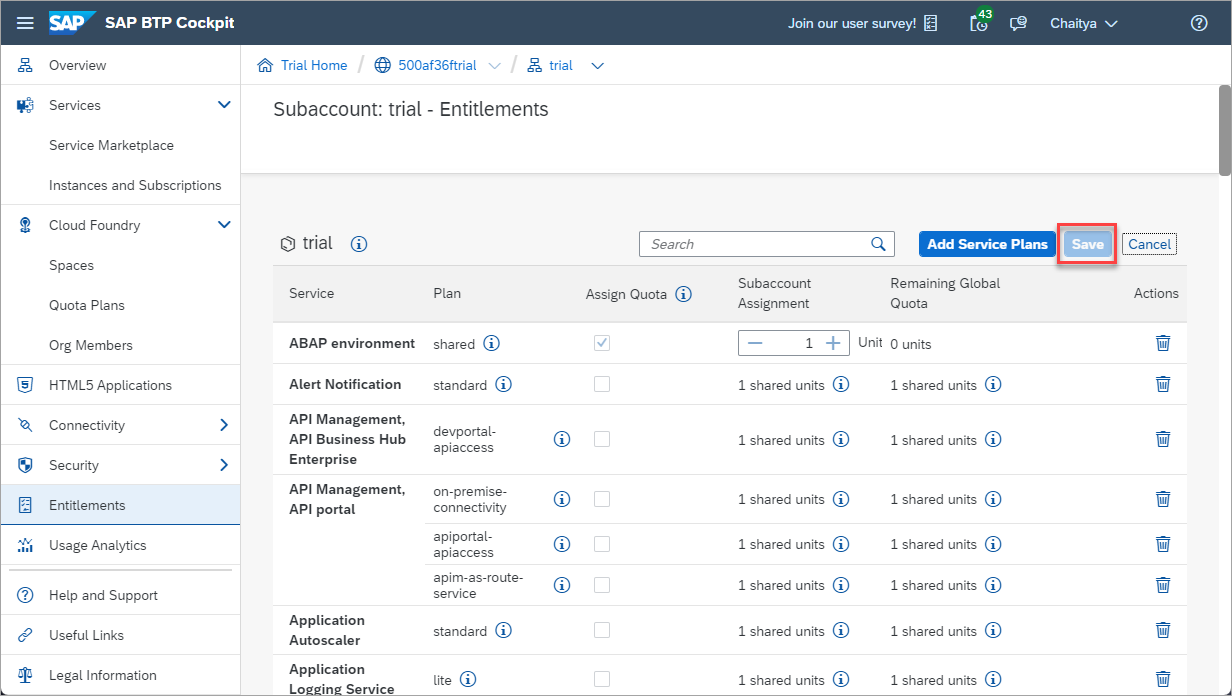 SAP SAP BTP Cockpit
Join our user survey!
43
Chaitya
Overview
Services
Service Marketplace
Instances and Subscriptions
Cloud Foundry
Spaces
Quota Plans
Org Members
HTML5 Applications
Connectivity
Security
Entitlements
Usage Analytics
Help and Support
Useful Links
Legal Information
Trial Home / 500af36ftrial / trial
Subaccount: trial - Entitlements
trial
Search
Add Service Plans
Save
Cancel
Service Plan Assign Quota Subaccount Assignment Remaining Global Quota Actions
ABAP environment shared 1 Unit 0 units
Alert Notification standard 1 shared units 1 shared units
API Management,
API Business Hub
Enterprise
devportal-
apiaccess
1 shared units 1 shared units
API Management,
API portal
on-premise-
connectivity
1 shared units 1 shared units
apiportal-
apiaccess
1 shared units 1 shared units
apim-as-route-
service
1 shared units 1 shared units
Application
Autoscaler
standard 1 shared units 1 shared units
Application
Logging Service
lite 1 shared units 1 shared units